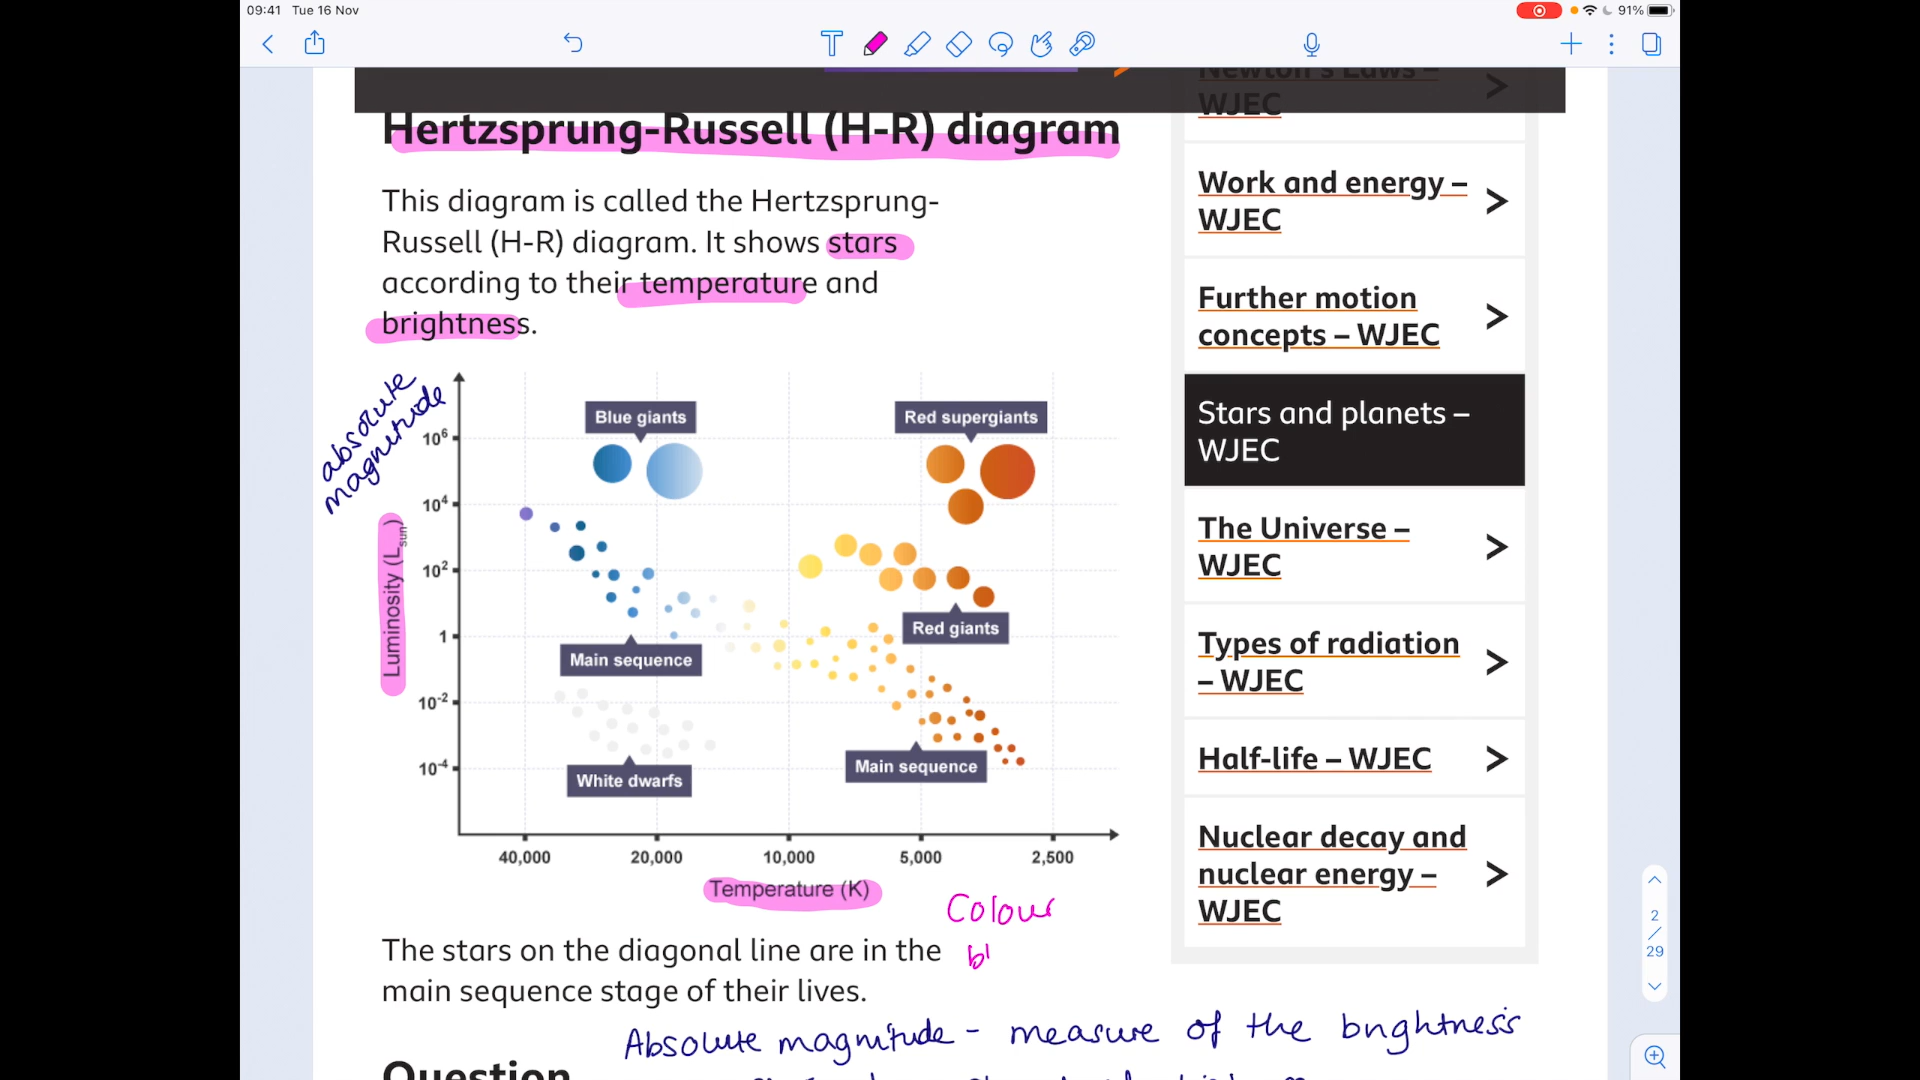 09:41 Tue 16 Nov
91%
Newton's Laws –
WJEC
Hertzsprung-Russell (H-R) diagram
This diagram is called the Hertzsprung-
Russell (H-R) diagram. It shows stars
according to their temperature and
brightness.
Work and energy –
WJEC
Further motion
concepts – WJEC
Stars and planets –
WJEC
The Universe –
WJEC
Types of radiation
– WJEC
Half-life – WJEC
Nuclear decay and
nuclear energy –
WJEC
absolute
magnitude
Luminosity (Lsun)
10⁶
10⁴
10²
1
10⁻²
10⁻⁴
Blue giants
Red supergiants
Red giants
Main sequence
White dwarfs
Main sequence
40,000 20,000 10,000 5,000 2,500
Temperature (K)
Colour
bl
The stars on the diagonal line are in the
main sequence stage of their lives.
Absolute magnitude - measure of the brightness
Question
2
/
29